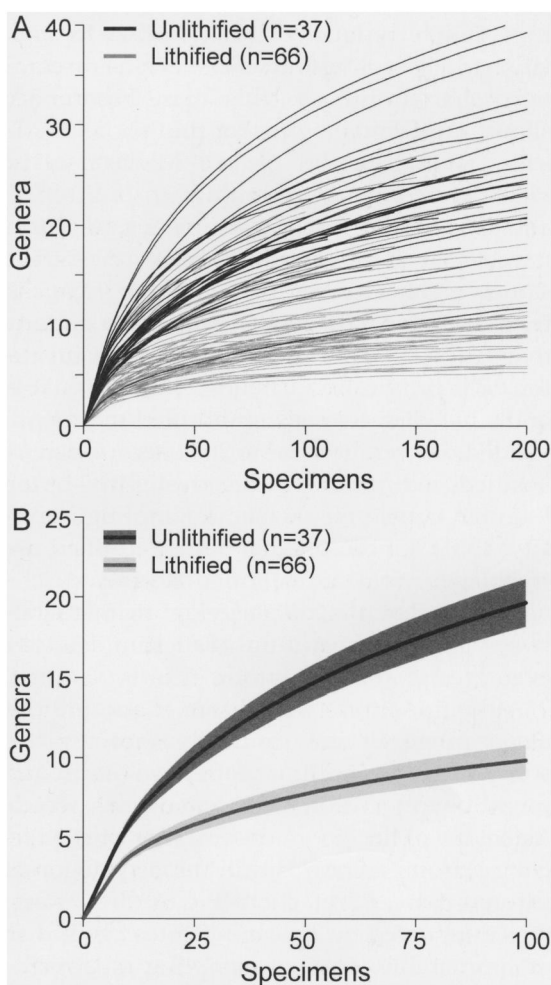 A
40
Unlithified (n=37)
Lithified (n=66)
30
20
10
0
Genera
0
50
100
150
200
Specimens
B
25
Unlithified (n=37)
Lithified (n=66)
20
15
10
5
0
Genera
0
25
50
75
100
Specimens